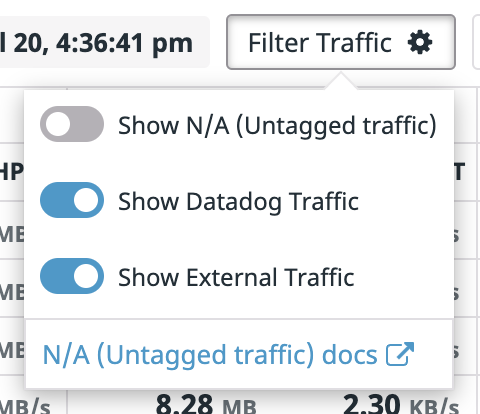 l 20, 4:36:41 pm Filter Traffic
Show N/A (Untagged traffic)
HP T
Show Datadog Traffic
MB s
Show External Traffic
MB s
N/A (Untagged traffic) docs
MB s
MB/s 8.28 MB 2.30 KB/s